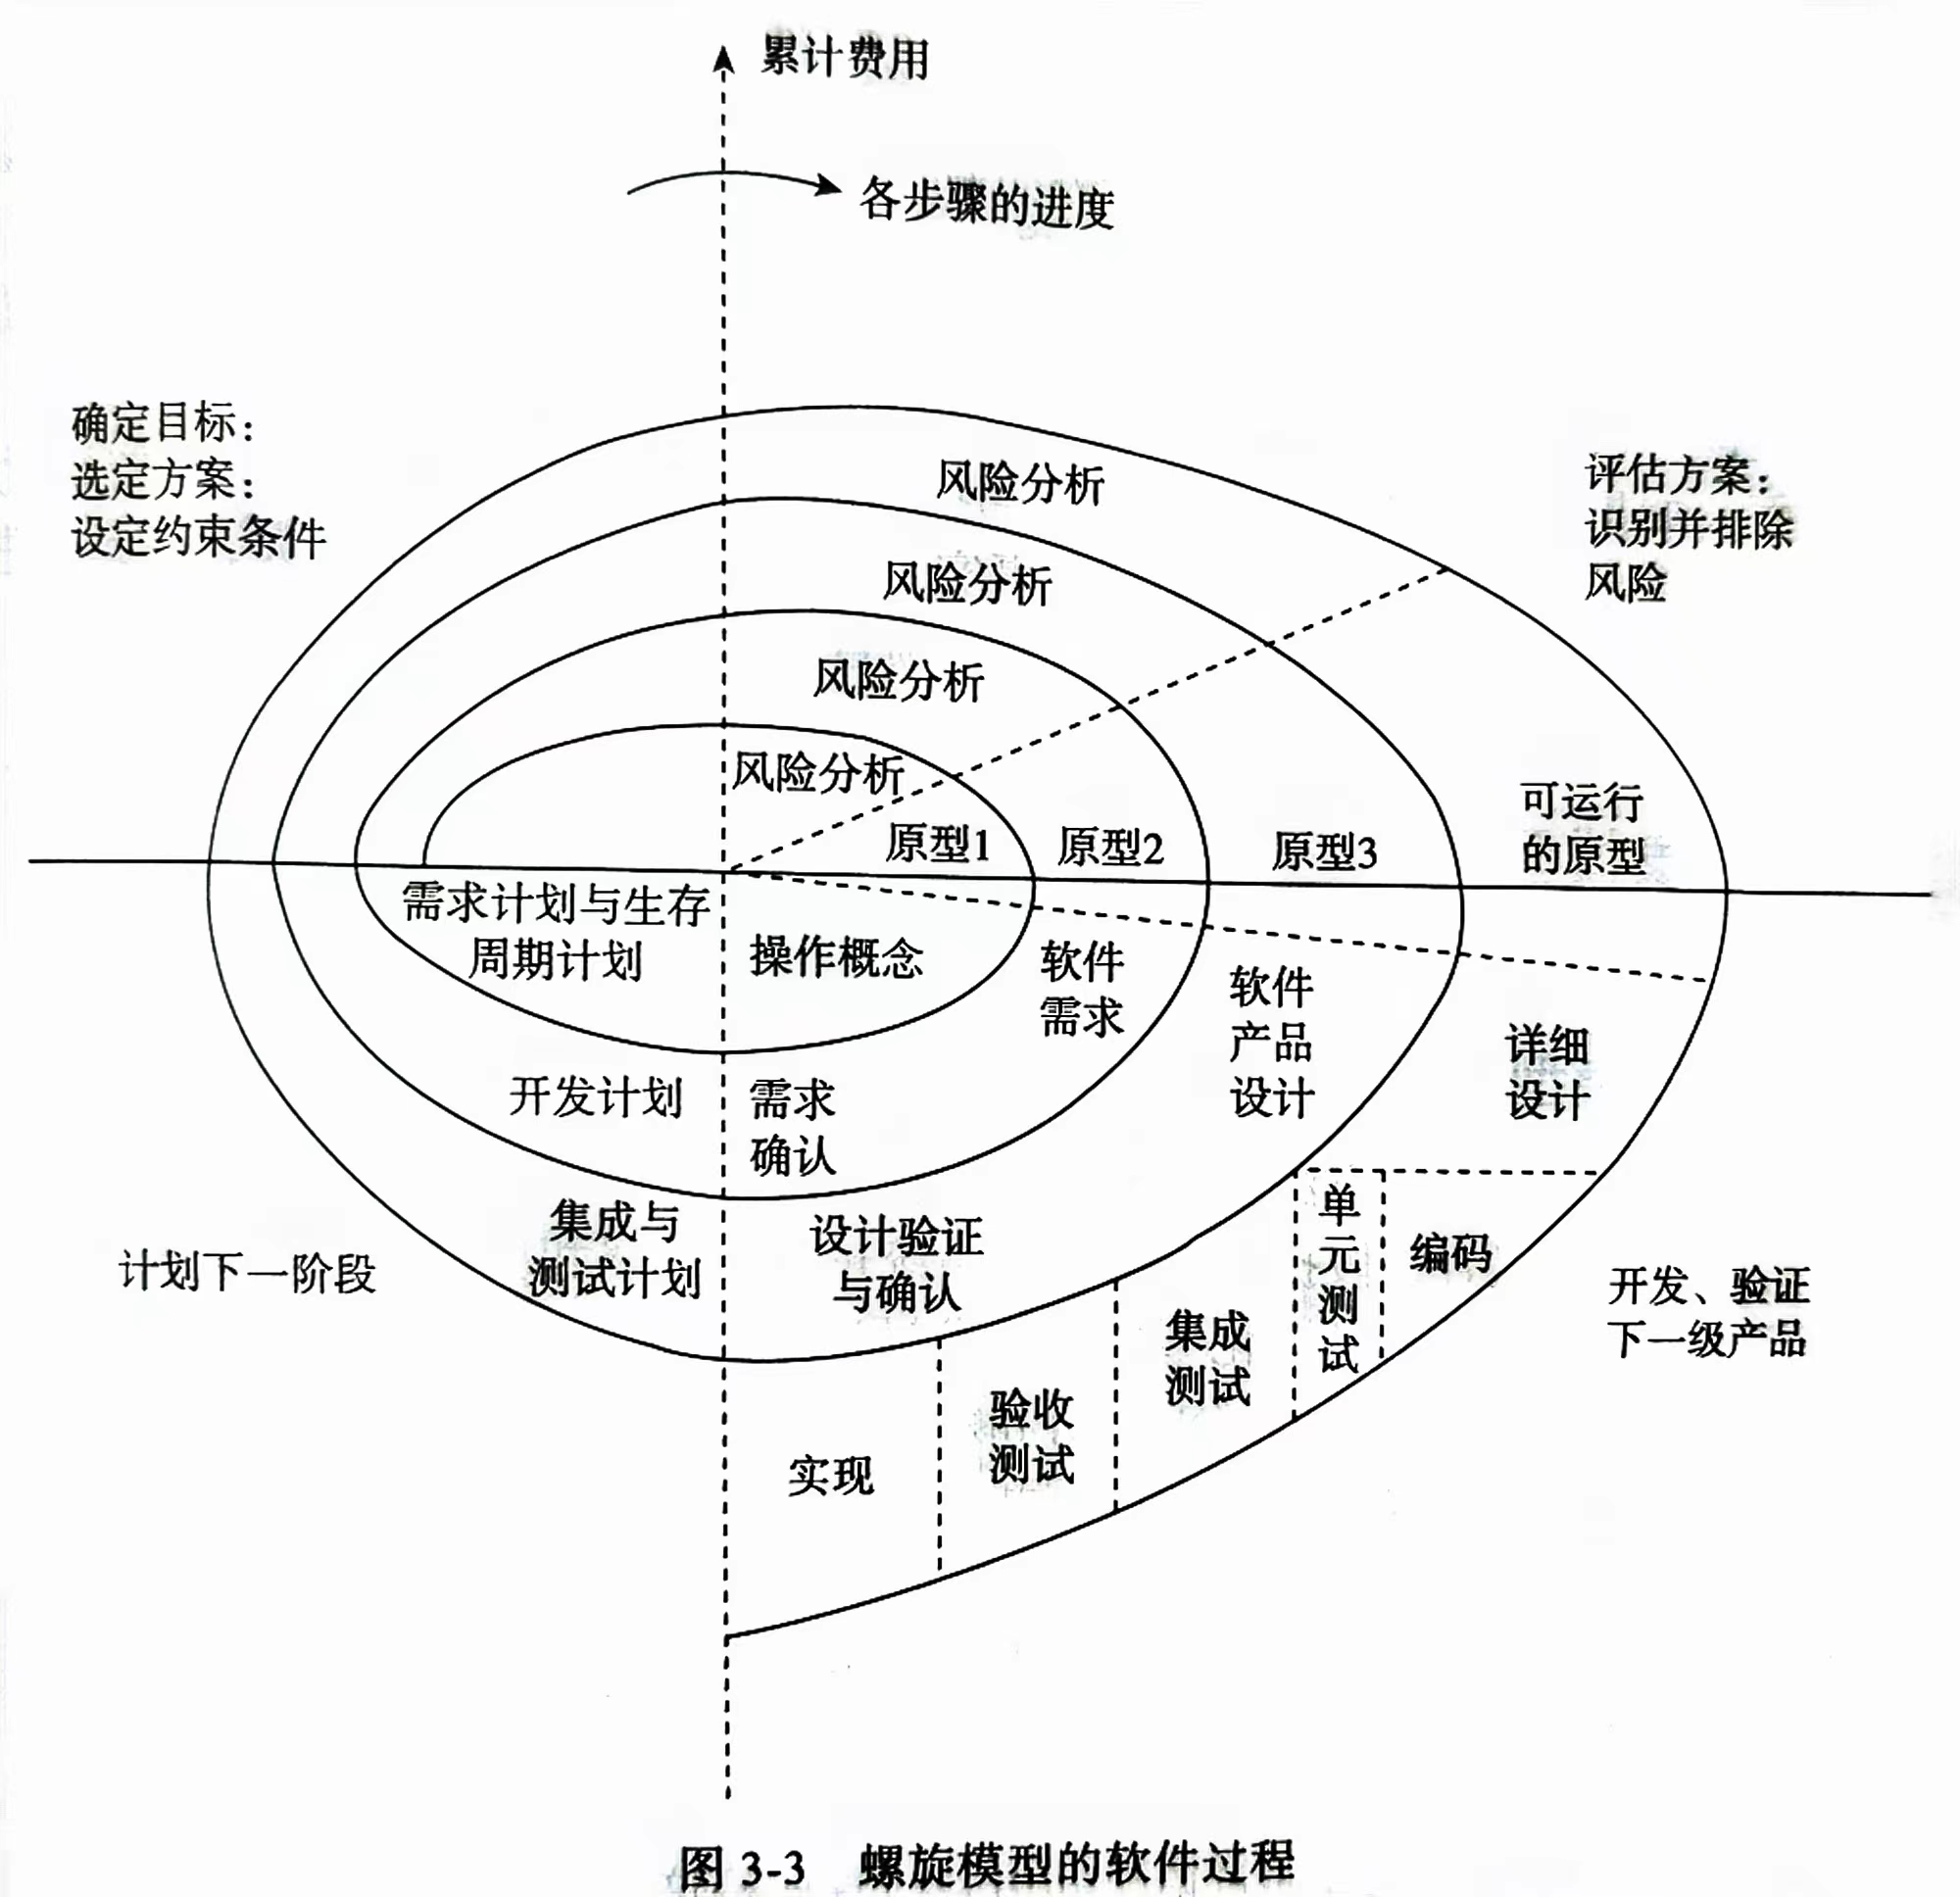 累计费用
各步骤的进度
确定目标：
选定方案：
设定约束条件
评估方案：
识别并排除
风险
风险分析
风险分析
风险分析
风险分析
原型1
原型2
原型3
可运行
的原型
需求计划与生存
周期计划
操作概念
软件
需求
软件
产品
设计
详细
设计
开发计划
需求
确认
集成与
测试计划
设计验证
与确认
计划下一阶段
单
元
测
试
编码
集成
测试
验收
测试
实现
开发、验证
下一级产品
图 3-3 螺旋模型的软件过程